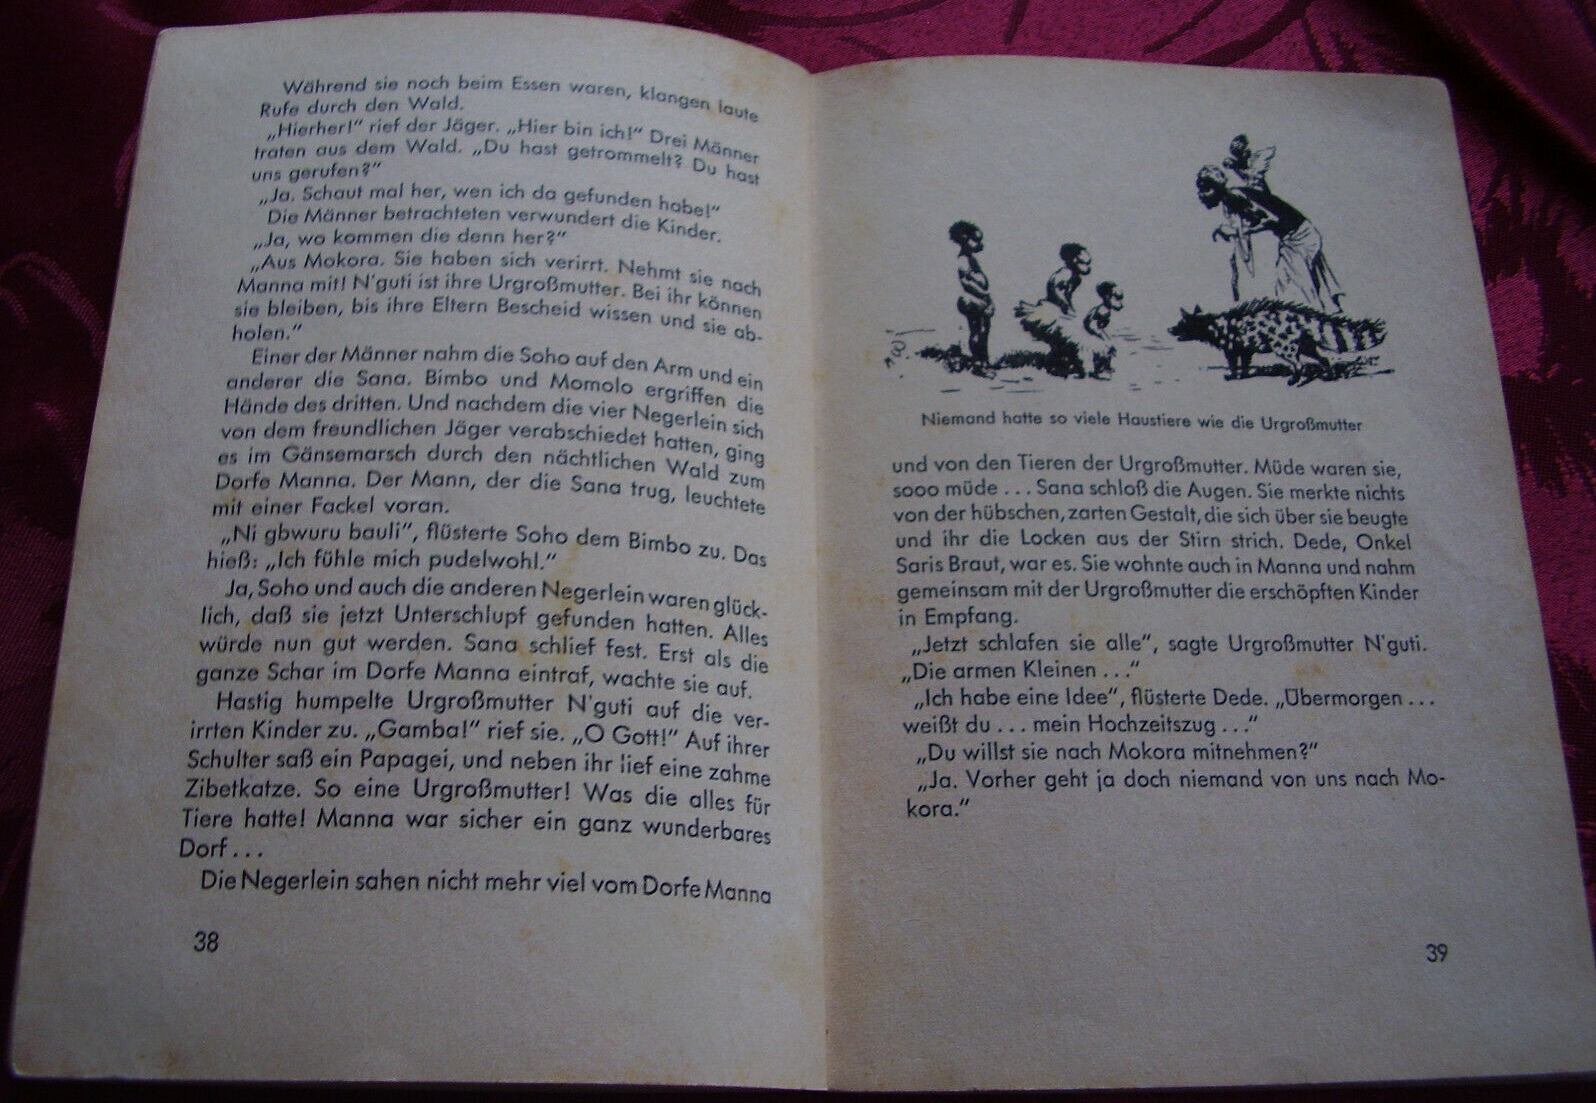 Während sie noch beim Essen waren, klangen laute
Rufe durch den Wald.
„Hierher!“ rief der Jäger. „Hier bin ich!“ Drei Männer
traten aus dem Wald. „Du hast getrommelt? Du hast
uns gerufen?“
„Ja. Schaut mal her, wen ich da gefunden habe!“
Die Männer betrachteten verwundert die Kinder.
„Ja, wo kommen die denn her?“
„Aus Mokora. Sie haben sich verirrt. Nehmt sie nach
Manna mit! N'guti ist ihre Urgroßmutter. Bei ihr können
sie bleiben, bis ihre Eltern Bescheid wissen und sie ab-
holen.“
Einer der Männer nahm die Soho auf den Arm und ein
anderer die Sana. Bimbo und Momolo ergriffen die
Hände des dritten. Und nachdem die vier Negerlein sich
von dem freundlichen Jäger verabschiedet hatten, ging
es im Gänsemarsch durch den nächtlichen Wald zum
Dorfe Manna. Der Mann, der die Sana trug, leuchtete
mit einer Fackel voran.
„Ni gbwuru bauli“, flüsterte Soho dem Bimbo zu. Das
hieß: „Ich fühle mich pudelwohl.“
Ja, Soho und auch die anderen Negerlein waren glück-
lich, daß sie jetzt Unterschlupf gefunden hatten. Alles
würde nun gut werden. Sana schlief fest. Erst als die
ganze Schar im Dorfe Manna eintraf, wachte sie auf.
Hastig humpelte Urgroßmutter N'guti auf die ver-
irrten Kinder zu. „Gamba!“ rief sie. „O Gott!“ Auf ihrer
Schulter saß ein Papagei, und neben ihr lief eine zahme
Zibetkatze. So eine Urgroßmutter! Was die alles für
Tiere hatte! Manna war sicher ein ganz wunderbares
Dorf...
Die Negerlein sahen nicht mehr viel vom Dorfe Manna
38
Niemand hatte so viele Haustiere wie die Urgroßmutter
und von den Tieren der Urgroßmutter. Müde waren sie,
sooo müde... Sana schloß die Augen. Sie merkte nichts
von der hübschen, zarten Gestalt, die sich über sie beugte
und ihr die Locken aus der Stirn strich. Dede, Onkel
Saris Braut, war es. Sie wohnte auch in Manna und nahm
gemeinsam mit der Urgroßmutter die erschöpften Kinder
in Empfang.
„Jetzt schlafen sie alle“, sagte Urgroßmutter N'guti.
„Die armen Kleinen...“
„Ich habe eine Idee“, flüsterte Dede. „Übermorgen...
weißt du... mein Hochzeitszug...“
„Du willst sie nach Mokora mitnehmen?“
„Ja. Vorher geht ja doch niemand von uns nach Mo-
kora.“
39